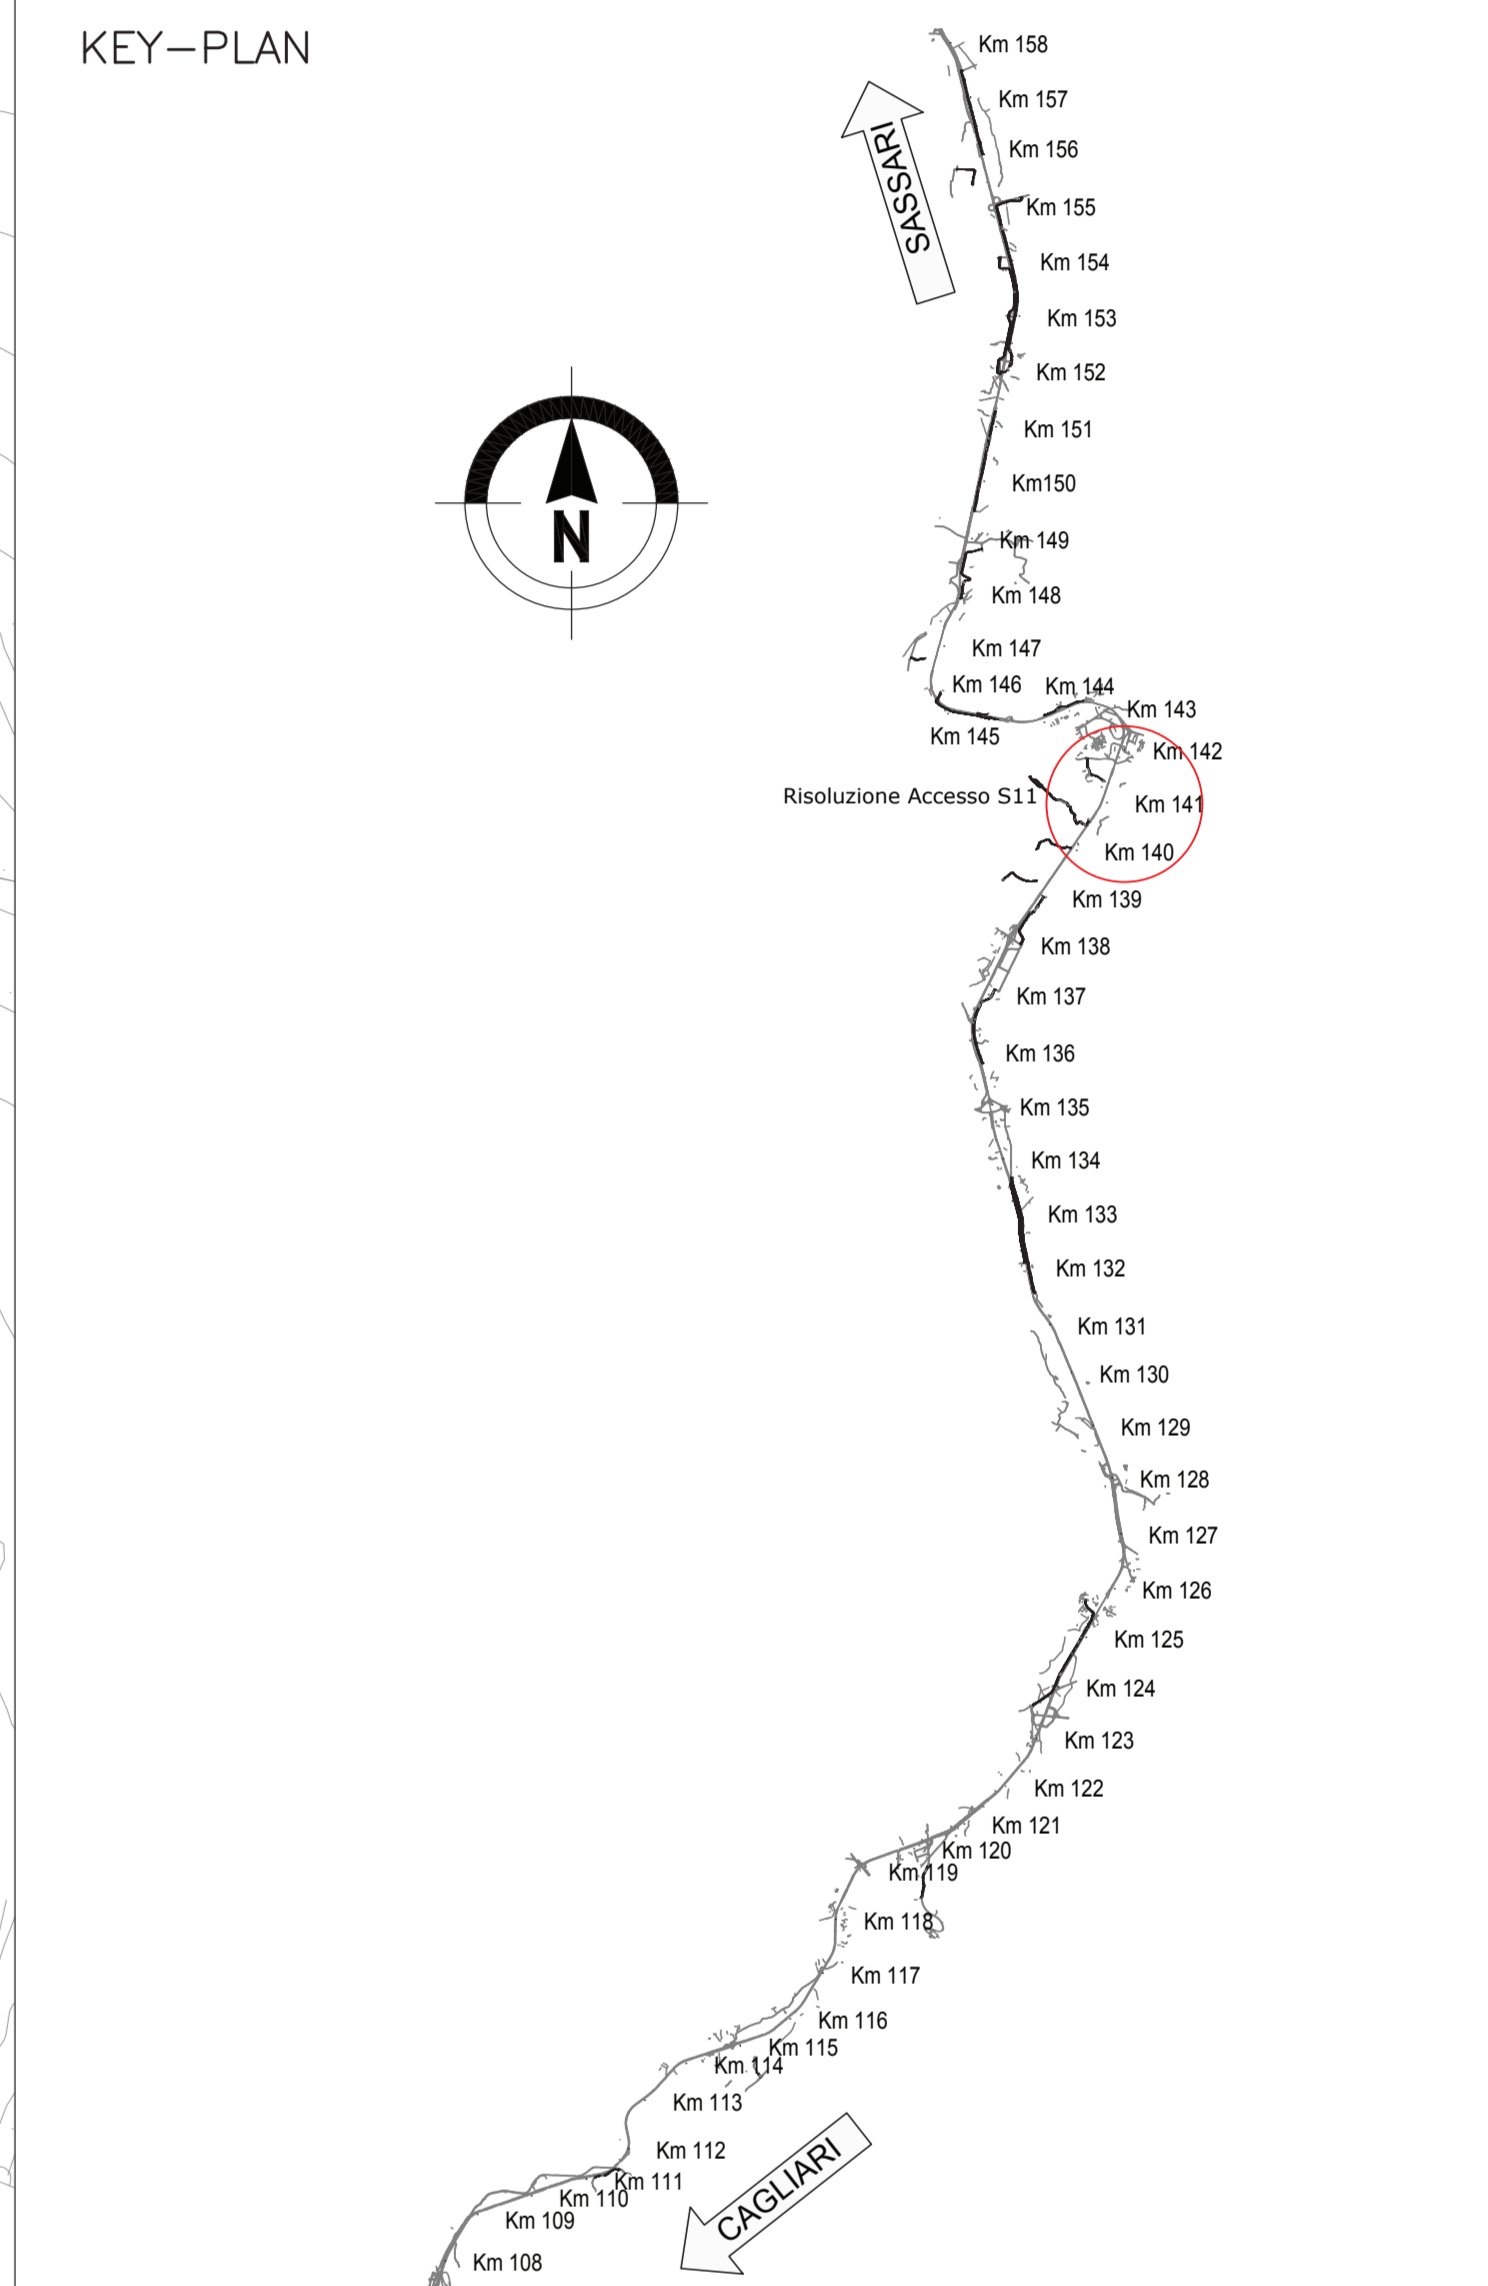 KEY-PLAN
Km 158
Km 157
SASSARI
Km 156
Km 155
Km 154
Km 153
Km 152
Km 151
Km150
N
Km 149
Km 148
Km 147
Km 146
Km 144
Km 143
Km 145
Km 142
Risoluzione Accesso S11
Km 141
Km 140
Km 139
Km 138
Km 137
Km 136
Km 135
Km 134
Km 133
Km 132
Km 131
Km 130
Km 129
Km 128
Km 127
Km 126
Km 125
Km 124
Km 123
Km 122
Km 121
Km 120
Km 119
Km 118
Km 117
Km 116
Km 115
Km 114
Km 113
Km 112
Km 111
CAGLIARI
Km 110
Km 109
Km 108